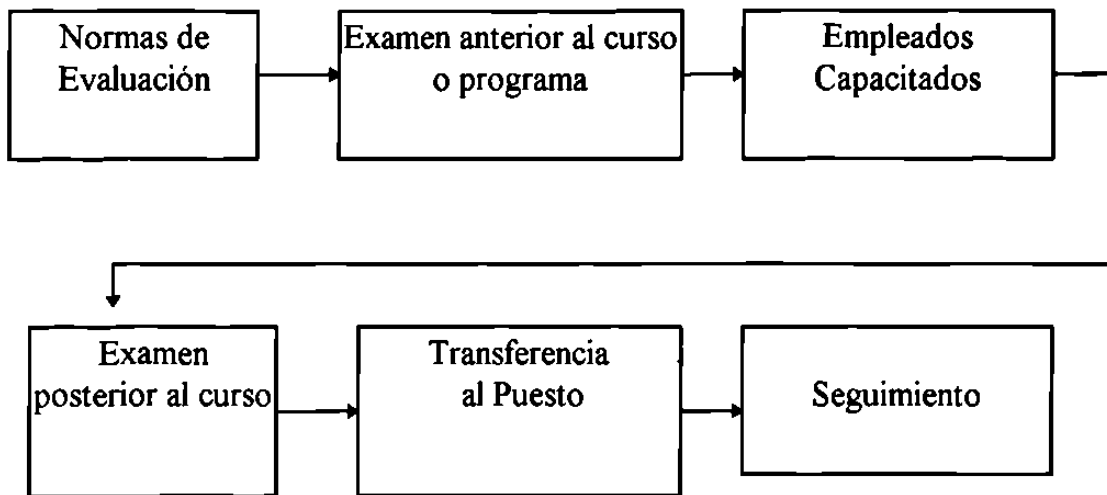 Normas de
Evaluación
Examen anterior al curso
o programa
Empleados
Capacitados
Examen
posterior al curso
Transferencia
al Puesto
Seguimiento